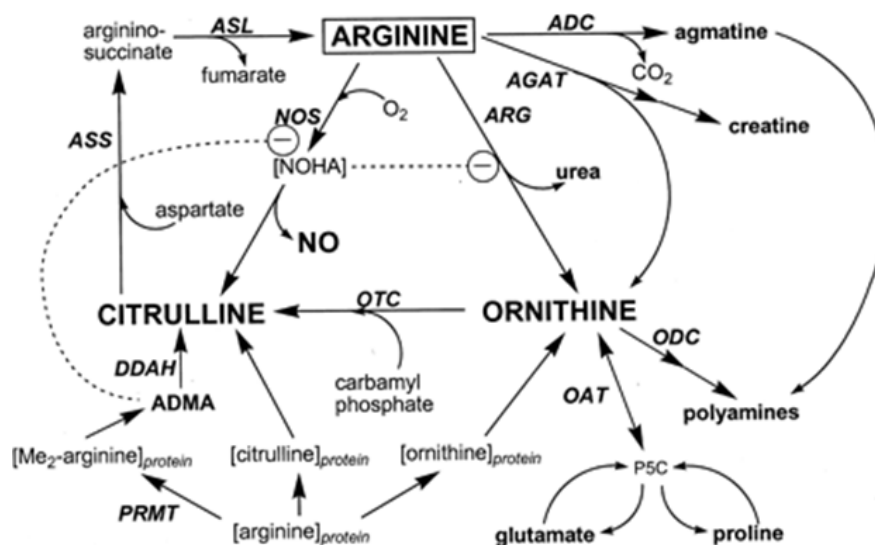 arginino-
succinate
ASL
fumarate
ARGININE
ADC
agmatine
CO2
AGAT
creatine
NOS
O2
ARG
ASS
−
[NOHA]
−
urea
aspartate
NO
CITRULLINE
OTC
ORNITHINE
DDAH
carbamyl
phosphate
ODC
OAT
ADMA
polyamines
[Me2-arginine]protein
[citrulline]protein
[ornithine]protein
P5C
PRMT
[arginine]protein
glutamate
proline